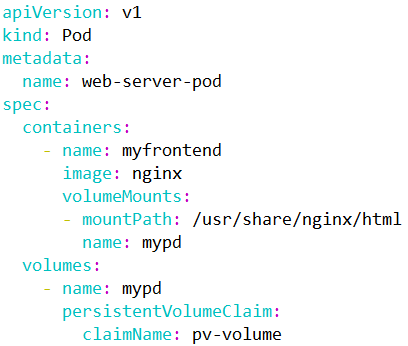 apiVersion: v1
kind: Pod
metadata:
  name: web-server-pod
spec:
  containers:
    - name: myfrontend
      image: nginx
      volumeMounts:
      - mountPath: /usr/share/nginx/html
        name: mypd
  volumes:
    - name: mypd
      persistentVolumeClaim:
        claimName: pv-volume